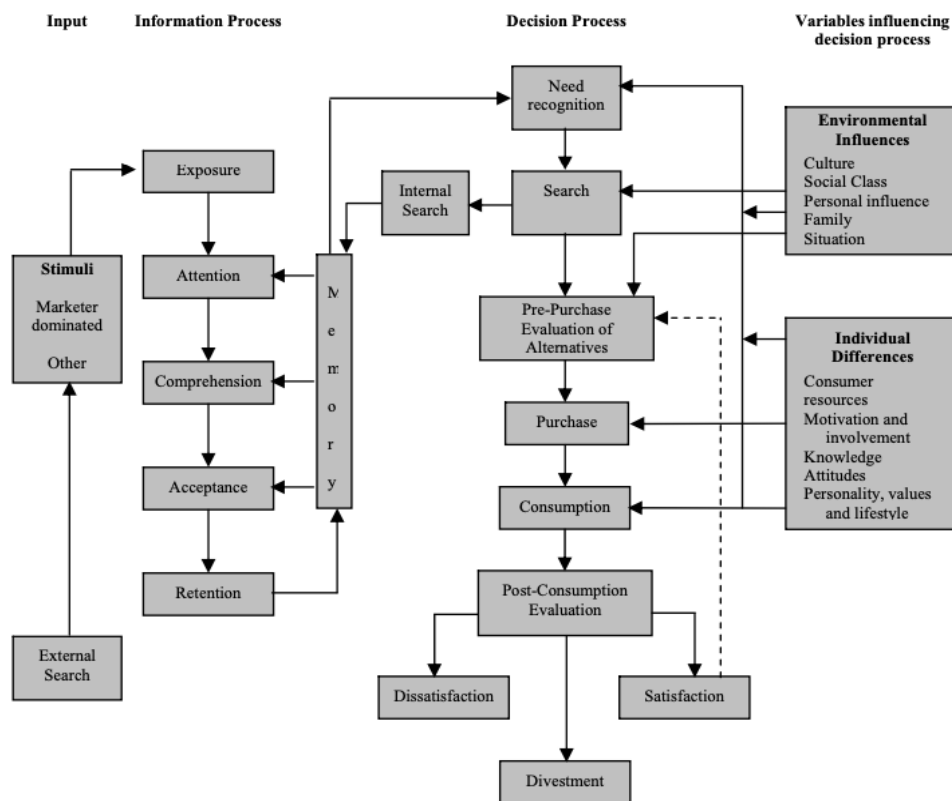 Input
Information Process
Decision Process
Variables influencing
decision process
Need
recognition
Environmental
Influences
Culture
Social Class
Personal influence
Family
Situation
Exposure
Internal
Search
Search
Stimuli
Marketer
dominated
Other
Attention
M
e
m
o
r
y
Pre-Purchase
Evaluation of
Alternatives
Individual
Differences
Consumer
resources
Motivation and
involvement
Knowledge
Attitudes
Personality, values
and lifestyle
Comprehension
Purchase
Acceptance
Consumption
Retention
Post-Consumption
Evaluation
External
Search
Dissatisfaction
Satisfaction
Divestment